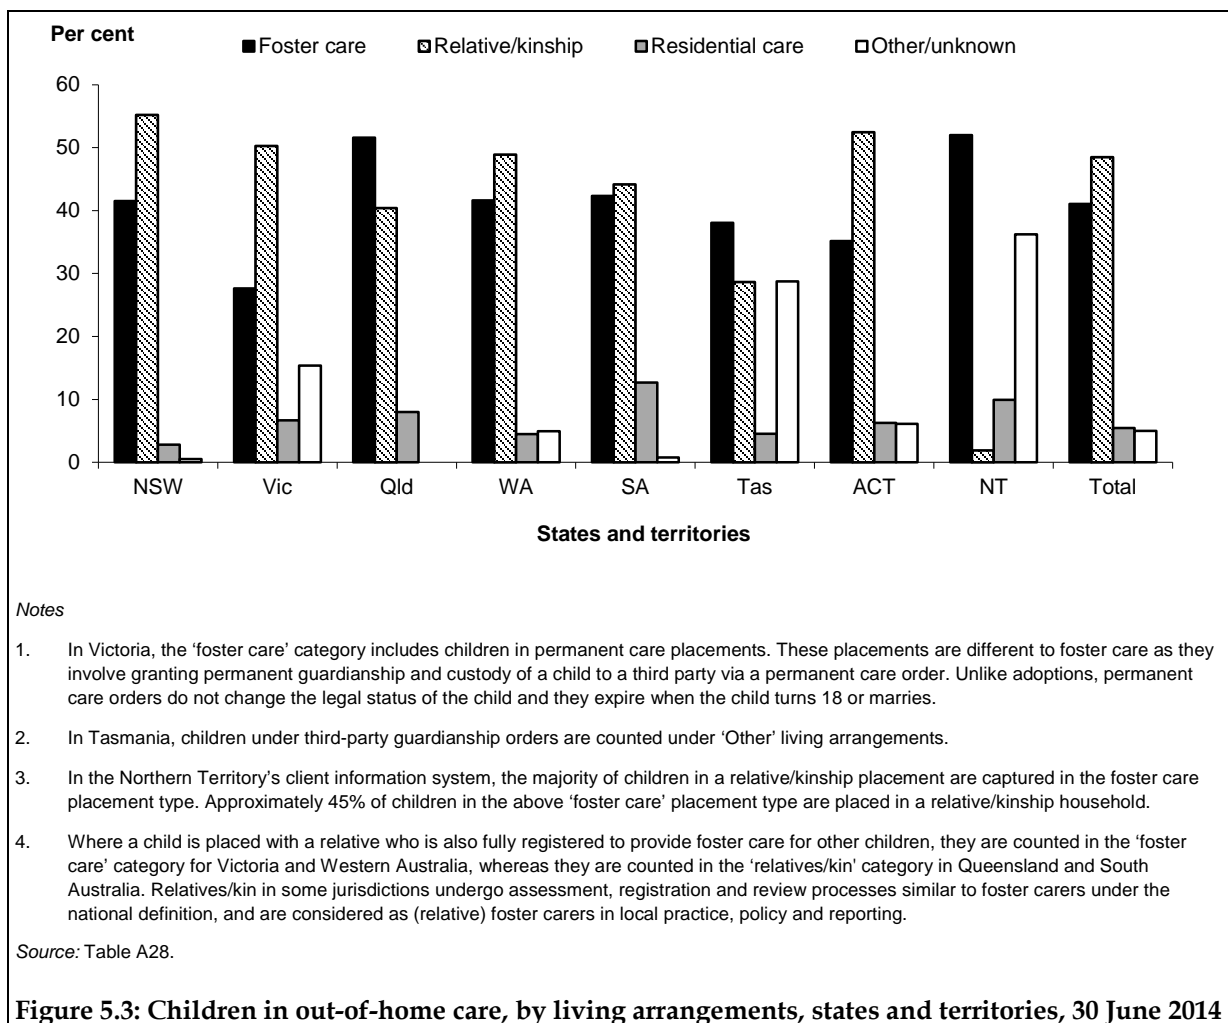 Per cent
Foster care Relative/kinship Residential care Other/unknown
60
50
40
30
20
10
0
NSW Vic Qld WA SA Tas ACT NT Total
States and territories
Notes
1. In Victoria, the ‘foster care’ category includes children in permanent care placements. These placements are different to foster care as they
involve granting permanent guardianship and custody of a child to a third party via a permanent care order. Unlike adoptions, permanent
care orders do not change the legal status of the child and they expire when the child turns 18 or marries.
2. In Tasmania, children under third-party guardianship orders are counted under ‘Other’ living arrangements.
3. In the Northern Territory’s client information system, the majority of children in a relative/kinship placement are captured in the foster care
placement type. Approximately 45% of children in the above ‘foster care’ placement type are placed in a relative/kinship household.
4. Where a child is placed with a relative who is also fully registered to provide foster care for other children, they are counted in the ‘foster
care’ category for Victoria and Western Australia, whereas they are counted in the ‘relatives/kin’ category in Queensland and South
Australia. Relatives/kin in some jurisdictions undergo assessment, registration and review processes similar to foster carers under the
national definition, and are considered as (relative) foster carers in local practice, policy and reporting.
Source: Table A28.
Figure 5.3: Children in out-of-home care, by living arrangements, states and territories, 30 June 2014